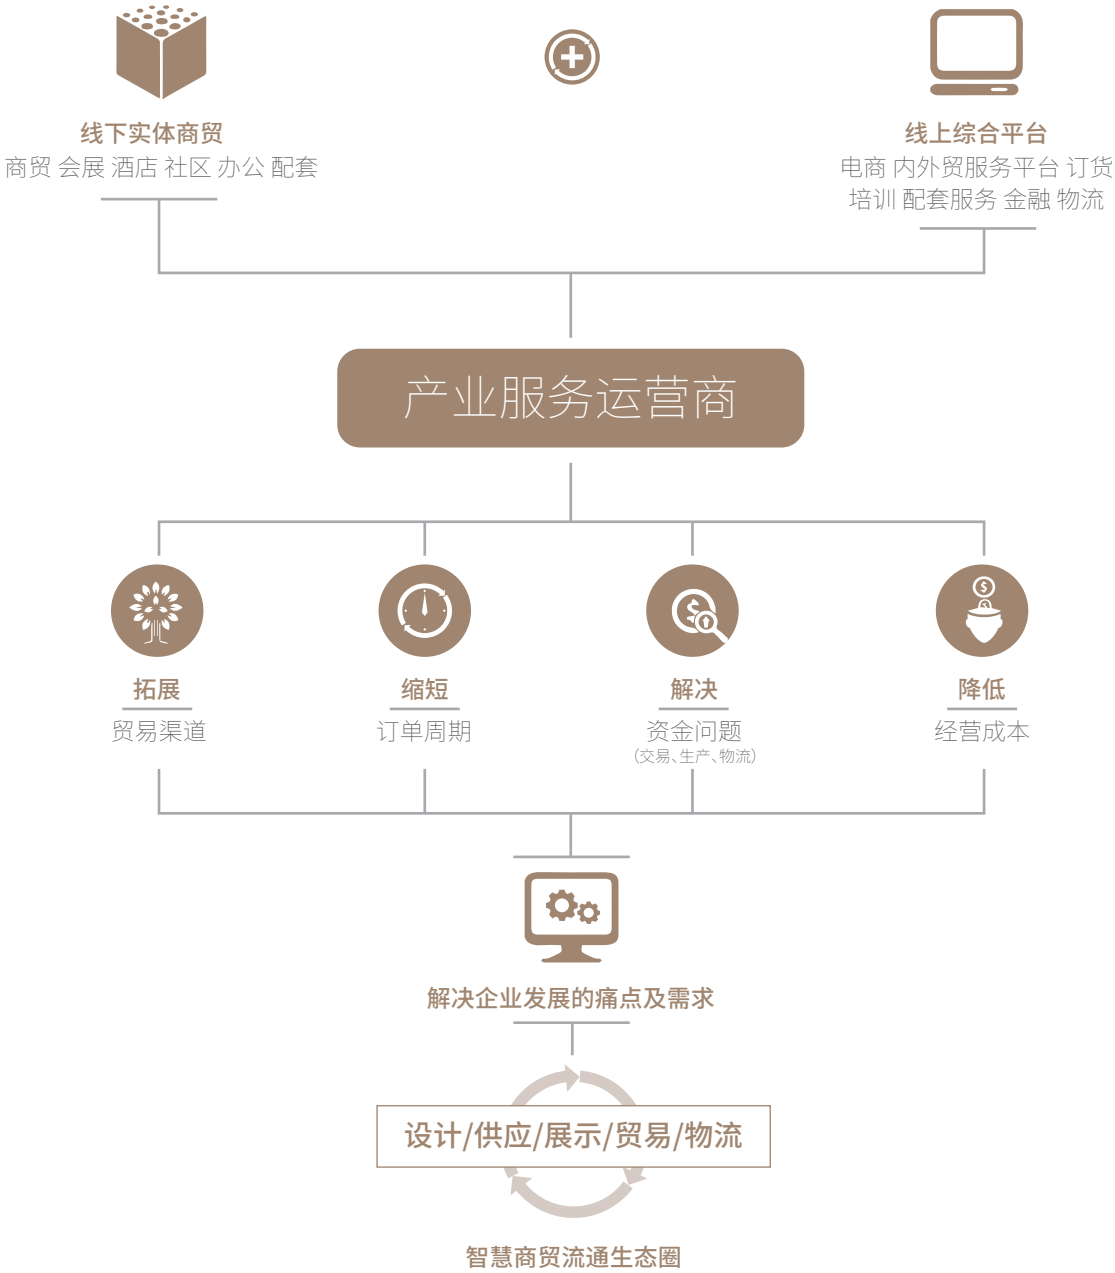 线下实体商贸
商贸 会展 酒店 社区 办公 配套
线上综合平台
电商 内外贸服务平台 订货
培训 配套服务 金融 物流
产业服务运营商
拓展
贸易渠道
缩短
订单周期
解决
资金问题
(交易、生产、物流)
降低
经营成本
解决企业发展的痛点及需求
设计/供应/展示/贸易/物流
智慧商贸流通生态圈